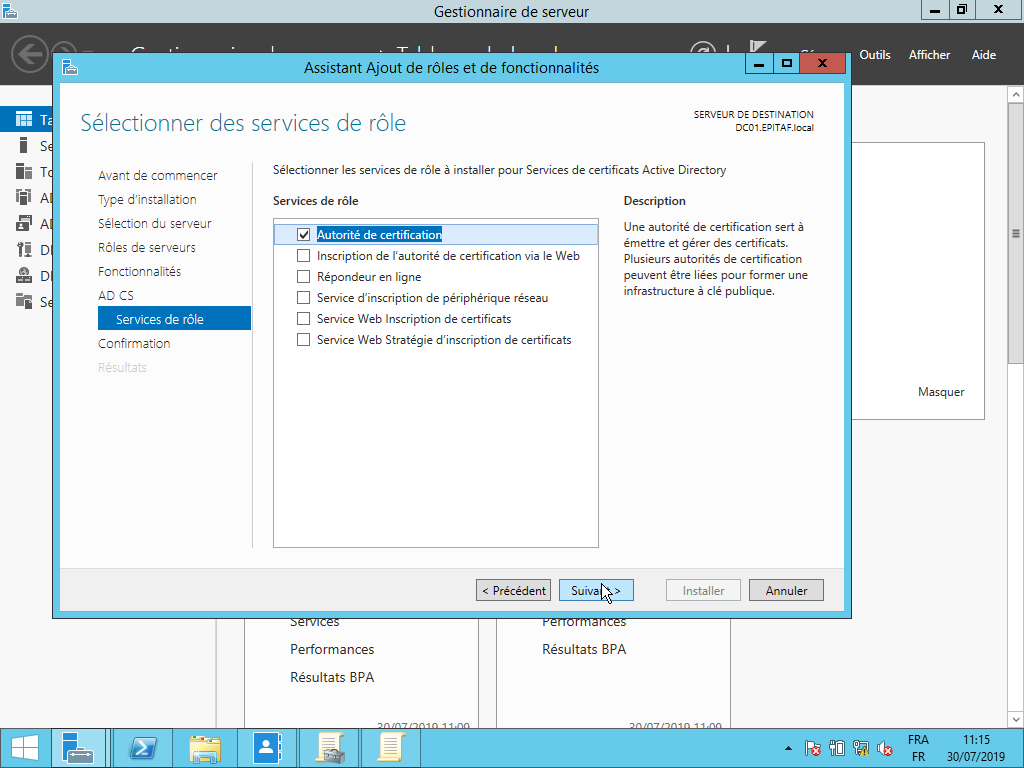 Gestionnaire de serveur
Outils
Afficher
Aide
Assistant Ajout de rôles et de fonctionnalités
Sélectionner des services de rôle
SERVEUR DE DESTINATION
DC01.EPITAF.local
Avant de commencer
Type d'installation
Sélection du serveur
Rôles de serveurs
Fonctionnalités
AD CS
Services de rôle
Confirmation
Résultats
Sélectionner les services de rôle à installer pour Services de certificats Active Directory
Services de rôle
Autorité de certification
Inscription de l'autorité de certification via le Web
Répondeur en ligne
Service d'inscription de périphérique réseau
Service Web Inscription de certificats
Service Web Stratégie d'inscription de certificats
Description
Une autorité de certification sert à
émettre et gérer des certificats.
Plusieurs autorités de certification
peuvent être liées pour former une
infrastructure à clé publique.
Masquer
< Précédent
Suivant >
Installer
Annuler
Services
Performances
Résultats BPA
30/07/2019 11:09
Performances
Résultats BPA
30/07/2019 11:09
FRA
FR
11:15
30/07/2019